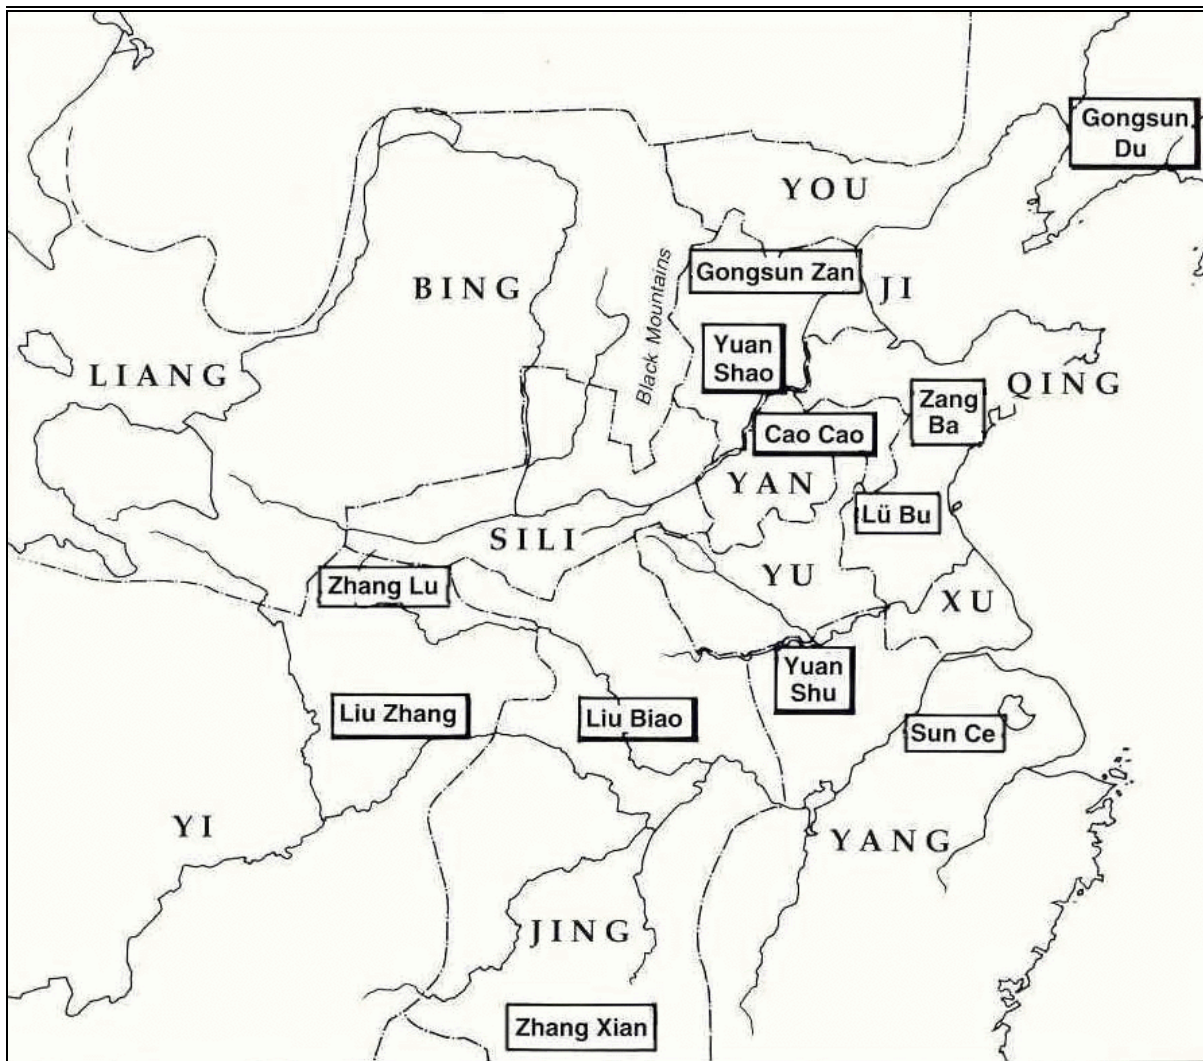 Gongsun
Du
YOU
Gongsun Zan
BING
JI
Black Mountains
Yuan
Shao
LIANG
QING
Zang
Ba
Cao Cao
YAN
Lü Bu
SILI
YU
Zhang Lu
XU
Yuan
Shu
Liu Zhang
Liu Biao
Sun Ce
YI
YANG
JING
Zhang Xian